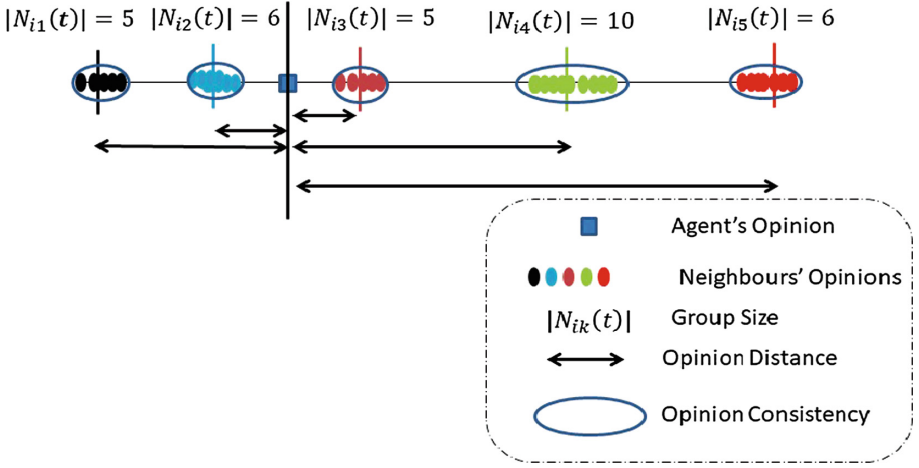 |N_{i1}(t)| = 5 |N_{i2}(t)| = 6 |N_{i3}(t)| = 5 |N_{i4}(t)| = 10 |N_{i5}(t)| = 6
Agent's Opinion
Neighbours' Opinions
|N_{ik}(t)| Group Size
Opinion Distance
Opinion Consistency